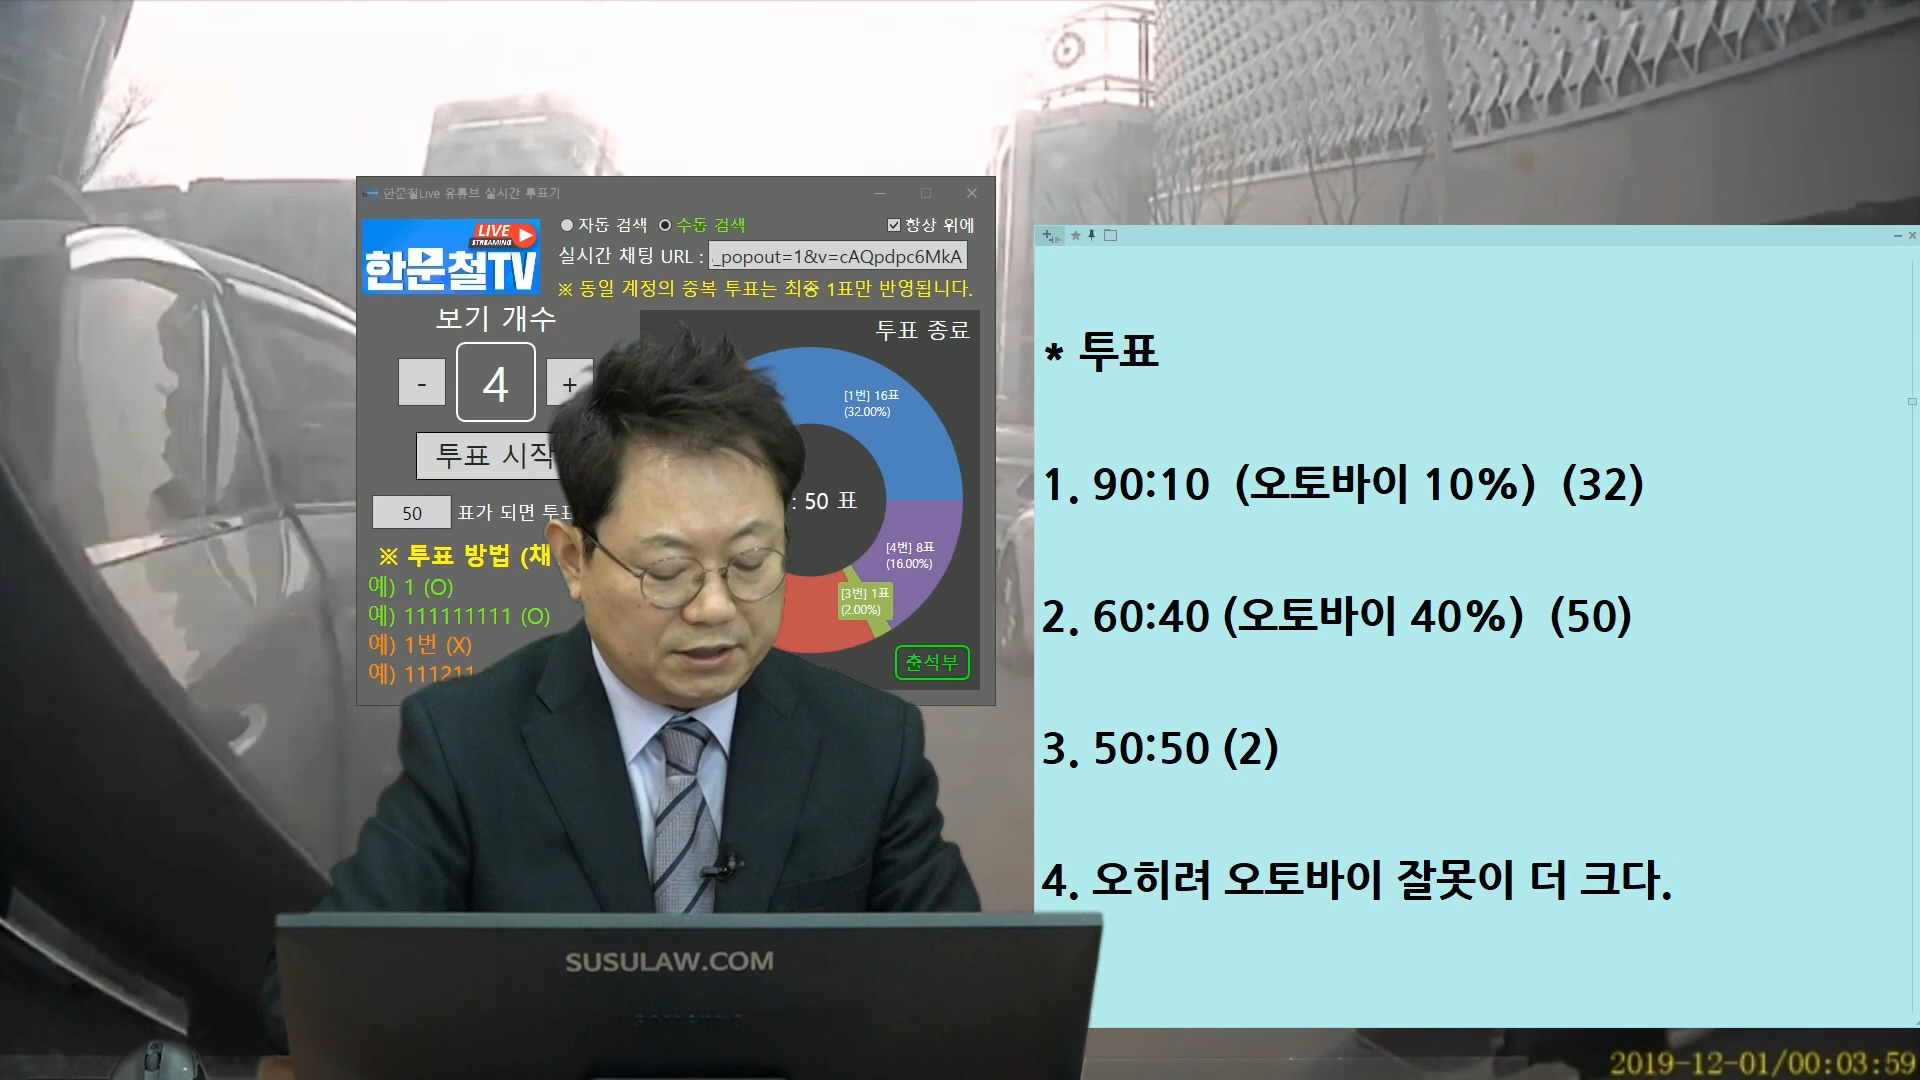 한문철Live 유튜브 실시간 투표기
LIVE
STREAMING
한문철TV
자동 검색 수동 검색
항상 위에
실시간 채팅 URL : _popout=1&v=cAQpdpc6MkA
※ 동일 계정의 중복 투표는 최종 1표만 반영됩니다.
보기 개수
- 4 +
투표 시작
50 표가 되면 투표
※ 투표 방법 (채
예) 1 (O)
예) 111111111 (O)
예) 1번 (X)
예) 111211
투표 종료
[1번] 16표
(32.00%)
: 50 표
[4번] 8표
(16.00%)
[3번] 1표
(2.00%)
출석부
* 투표
1. 90:10 (오토바이 10%) (32)
2. 60:40 (오토바이 40%) (50)
3. 50:50 (2)
4. 오히려 오토바이 잘못이 더 크다.
SUSULAW.COM
SAMSUNG
2019-12-01/00:03:59